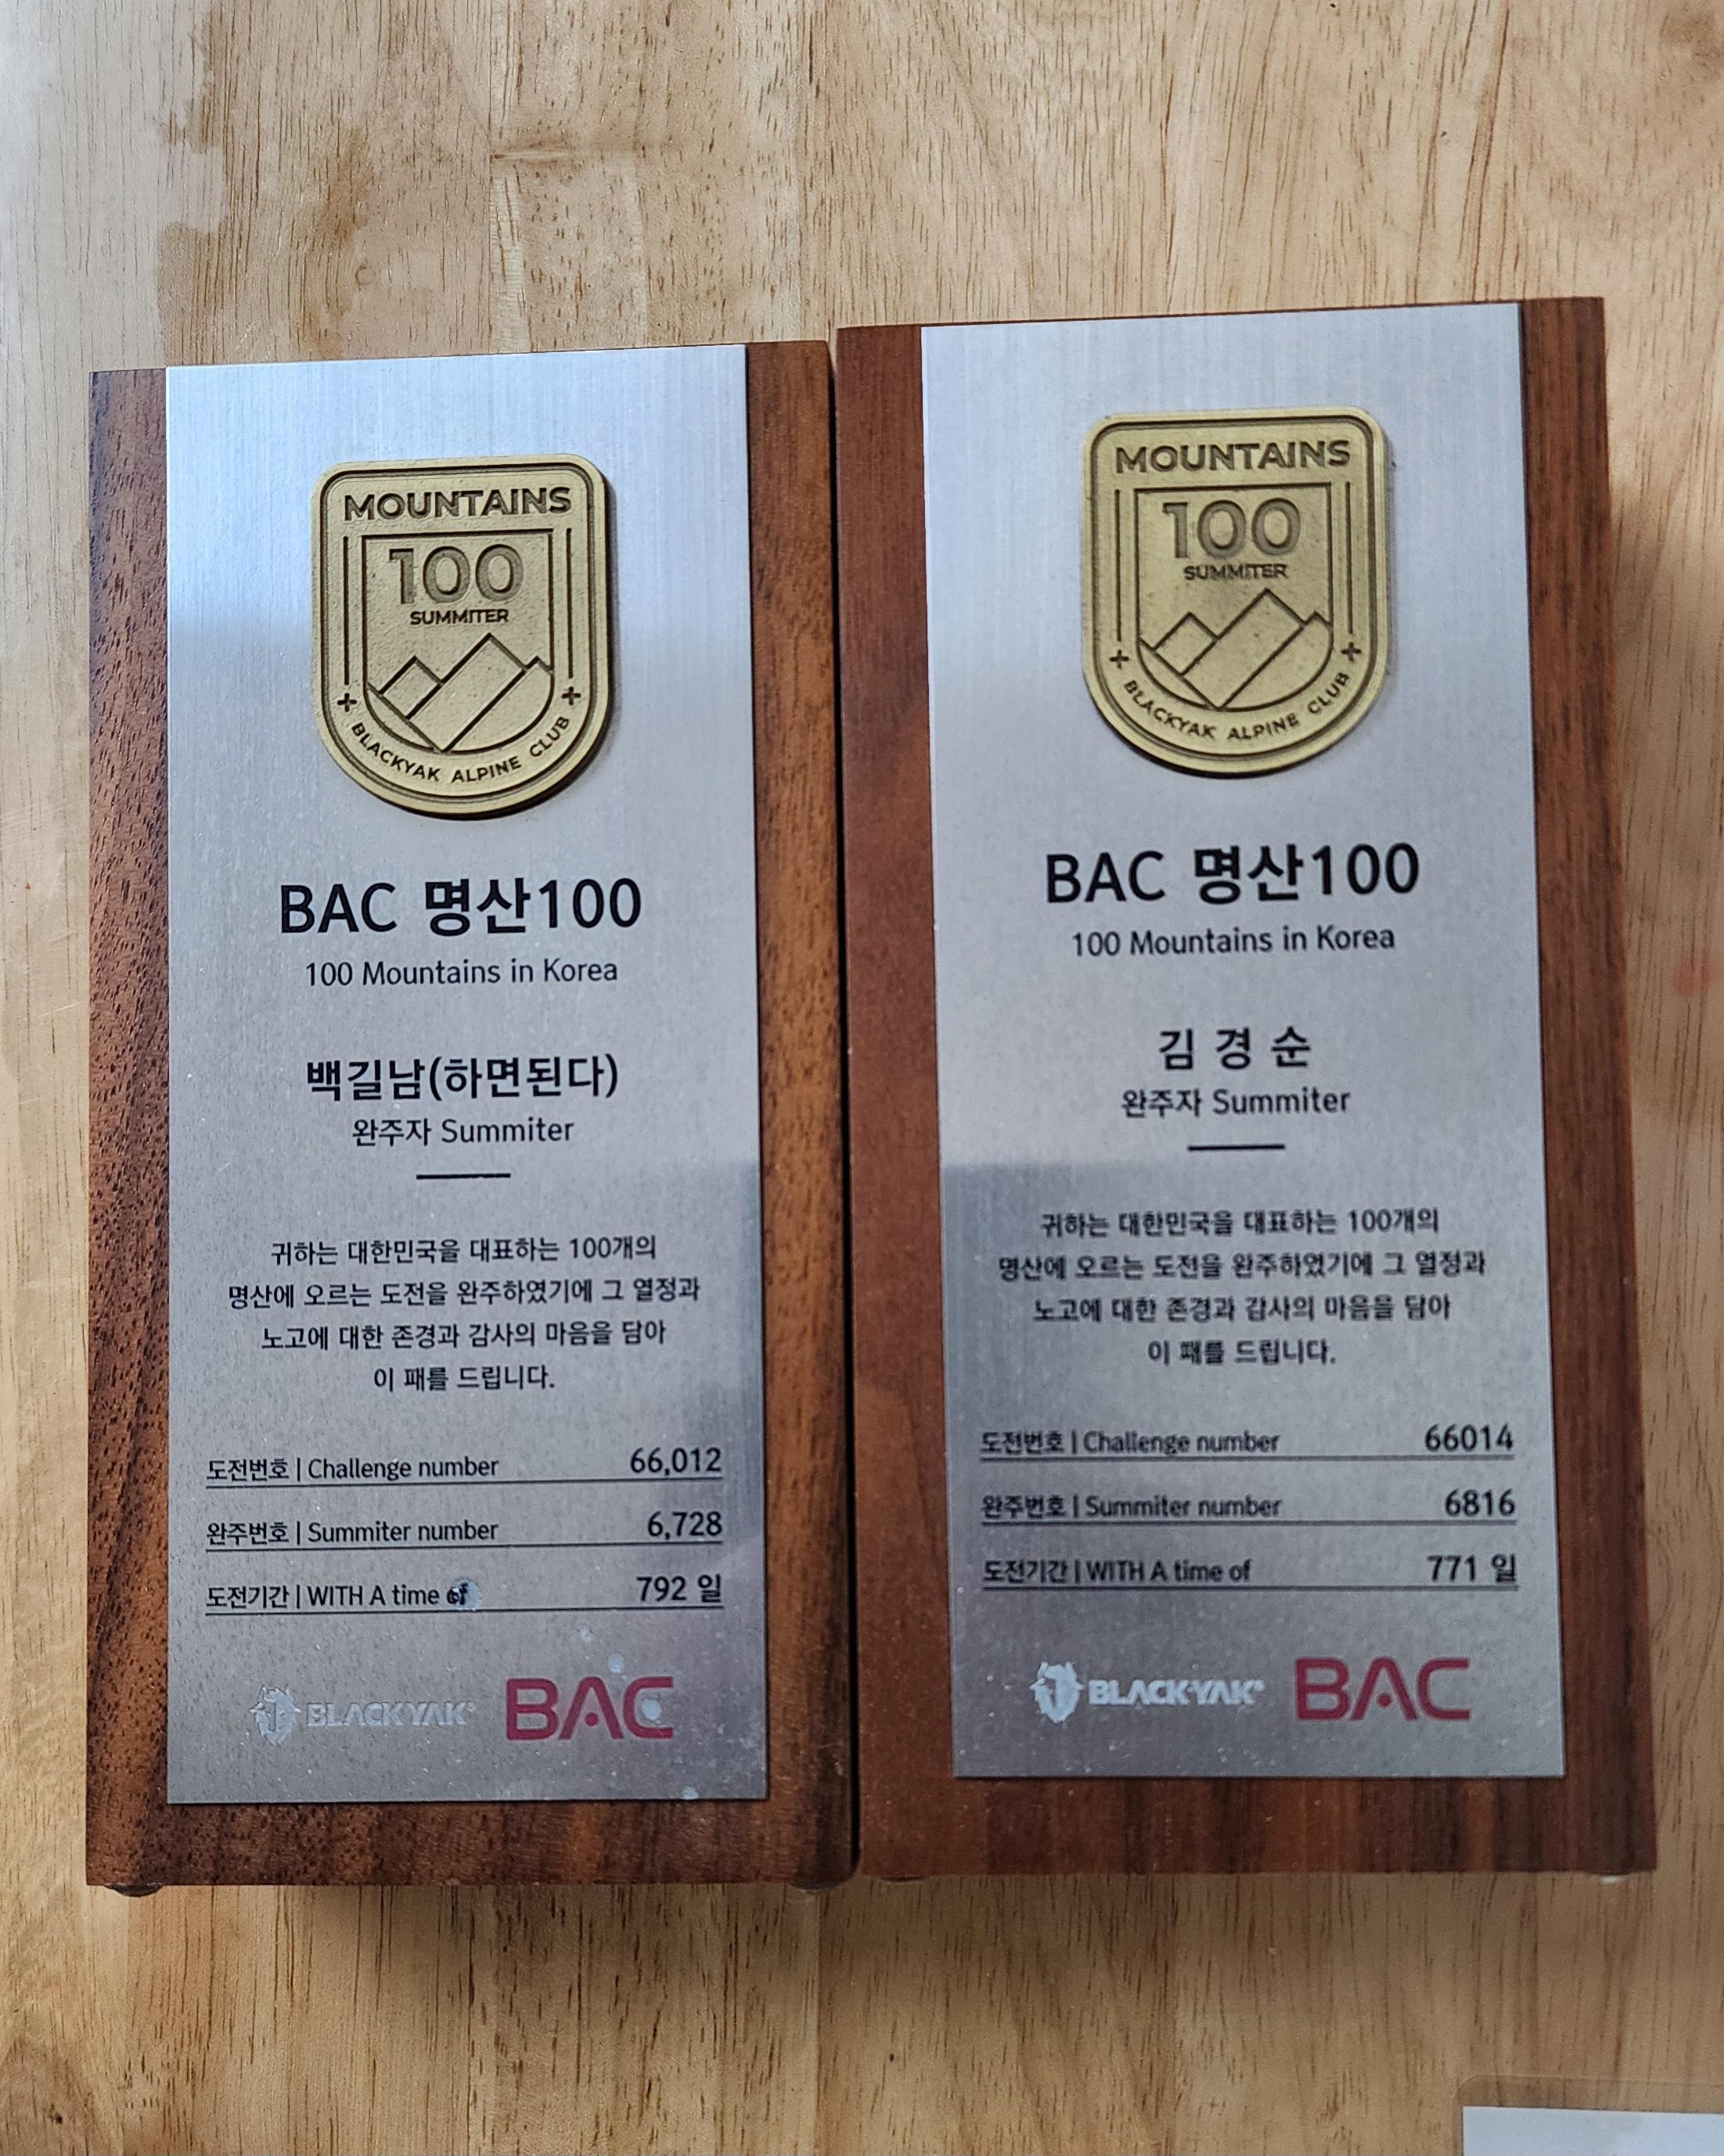 MOUNTAINS
100
SUMMITER
BLACKYAK ALPINE CLUB
BAC 명산100
100 Mountains in Korea
백길남(하면된다)
완주자 Summiter
귀하는 대한민국을 대표하는 100개의
명산에 오르는 도전을 완주하였기에 그 열정과
노고에 대한 존경과 감사의 마음을 담아
이 패를 드립니다.
도전번호 | Challenge number 66,012
완주번호 | Summiter number 6,728
도전기간 | WITH A time of 792 일
BLACKYAK® BAC
MOUNTAINS
100
SUMMITER
BLACKYAK ALPINE CLUB
BAC 명산100
100 Mountains in Korea
김 경 순
완주자 Summiter
귀하는 대한민국을 대표하는 100개의
명산에 오르는 도전을 완주하였기에 그 열정과
노고에 대한 존경과 감사의 마음을 담아
이 패를 드립니다.
도전번호 | Challenge number 66014
완주번호 | Summiter number 6816
도전기간 | WITH A time of 771 일
BLACKYAK® BAC